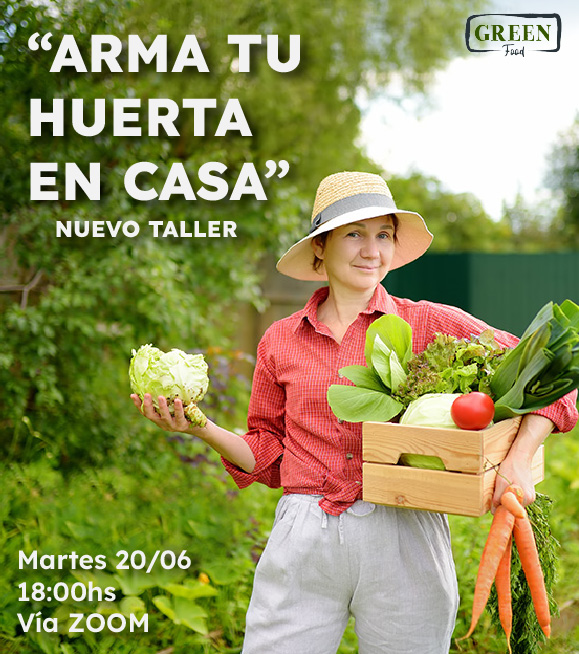 GREEN
Food
“ARMA TU
HUERTA
EN CASA”
NUEVO TALLER
Martes 20/06
18:00hs
Vía ZOOM